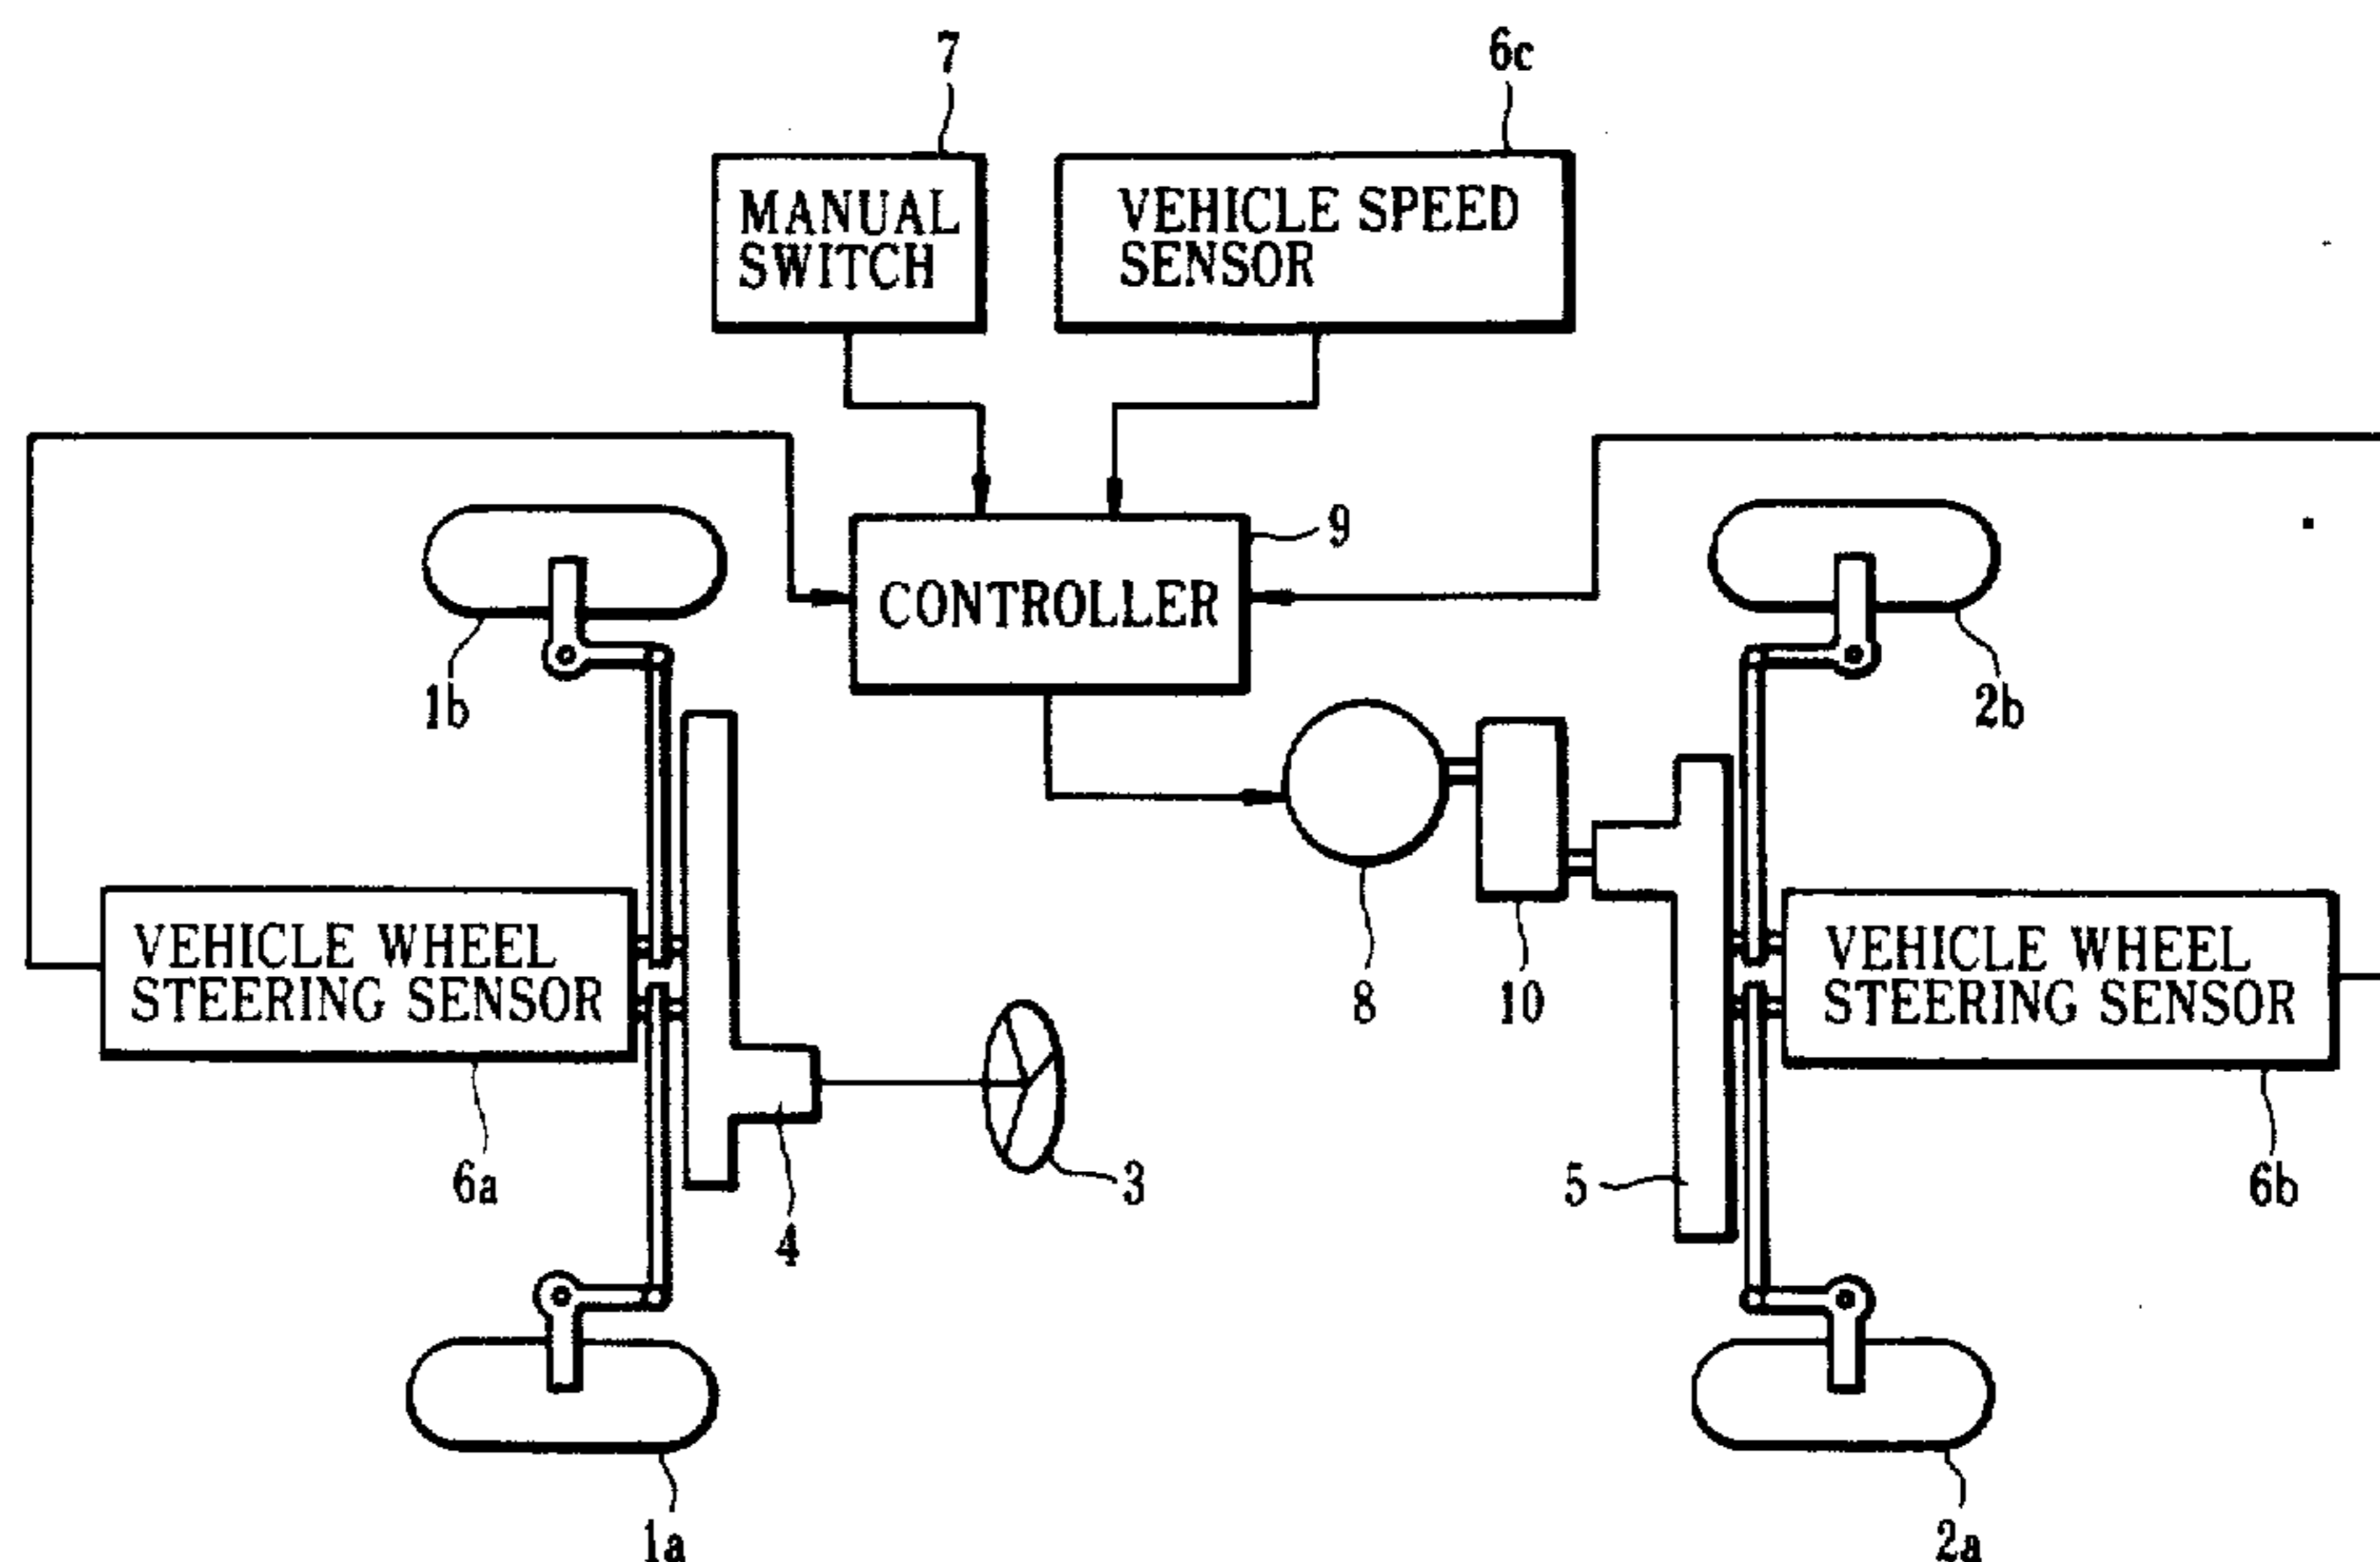 7
6c
MANUAL
SWITCH
VEHICLE SPEED
SENSOR
9
CONTROLLER
1b
2b
VEHICLE WHEEL
STEERING SENSOR
8
10
VEHICLE WHEEL
STEERING SENSOR
6a
4
3
5
6b
1a
2a